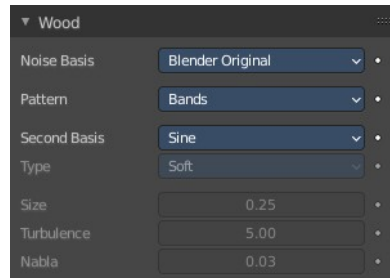 Wood
Noise Basis Blender Original
Pattern Bands
Second Basis Sine
Type Soft
Size 0.25
Turbulence 5.00
Nabla 0.03